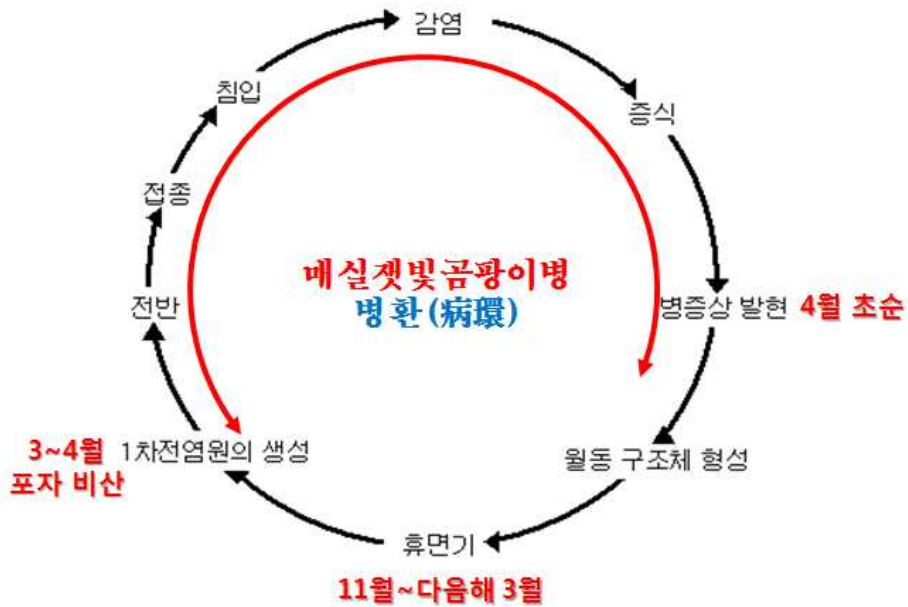 감염
침입
증식
접종
매실잿빛곰팡이병
병환(病環)
전반
병증상 발현 4월 초순
3~4월 1차전염원의 생성
포자 비산
월동 구조체 형성
휴면기
11월~다음해 3월